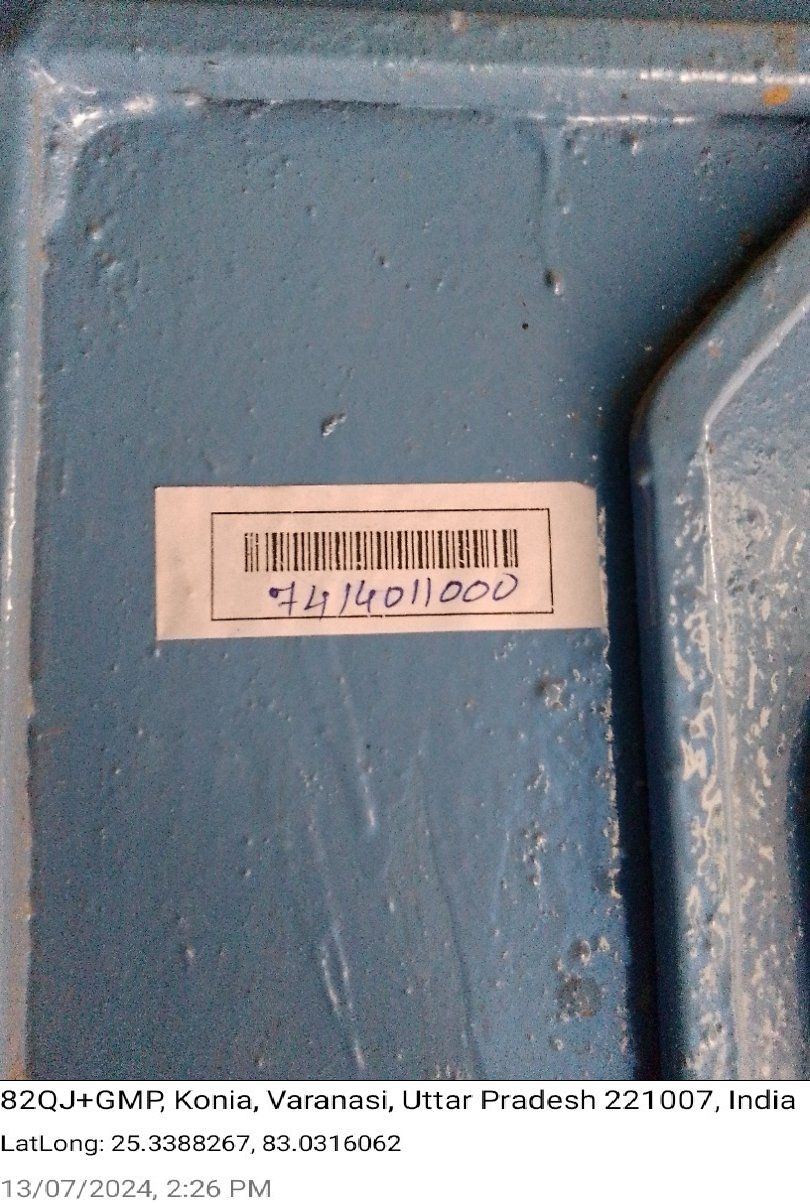 7414011000
82QJ+GMP, Konia, Varanasi, Uttar Pradesh 221007, India
LatLong: 25.3388267, 83.0316062
13/07/2024, 2:26 PM